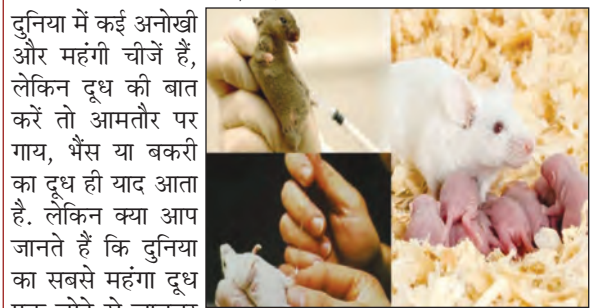 दुनिया में कई अनोखी
और महंगी चीजें हैं,
लेकिन दूध की बात
करें तो आमतौर पर
गाय, भैंस या बकरी
का दूध ही याद आता
है. लेकिन क्या आप
जानते हैं कि दुनिया
का सबसे महंगा दूध